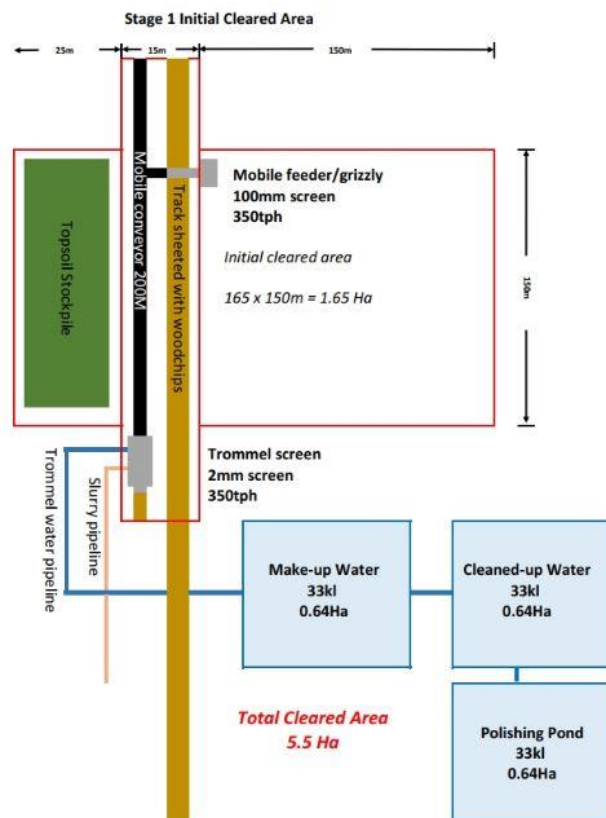 Stage 1 Initial Cleared Area
25m
15m
150m
Mobile conveyor 200M
Track sheeted with woodchips
Topsoil Stockpile
Mobile feeder/grizzly
100mm screen
350tph
Initial cleared area
165 x 150m = 1.65 Ha
150m
Trommel screen
2mm screen
350tph
Trommel water pipeline
Slurry pipeline
Make-up Water
33kl
0.64Ha
Cleaned-up Water
33kl
0.64Ha
Total Cleared Area
5.5 Ha
Polishing Pond
33kl
0.64Ha